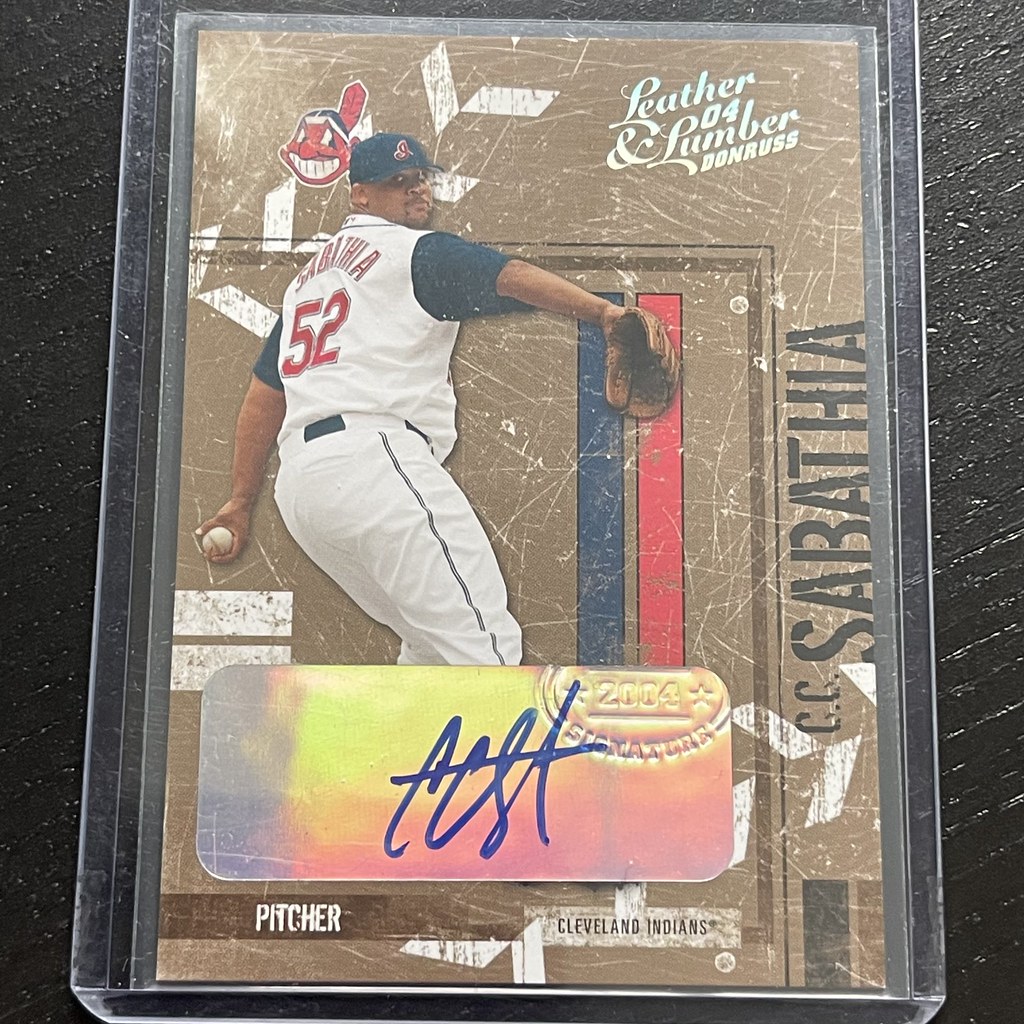 Leather
04
& Lumber
DONRUSS
SABATHIA
52
C.C. SABATHIA
2004
SIGNATURE
PITCHER
CLEVELAND INDIANS